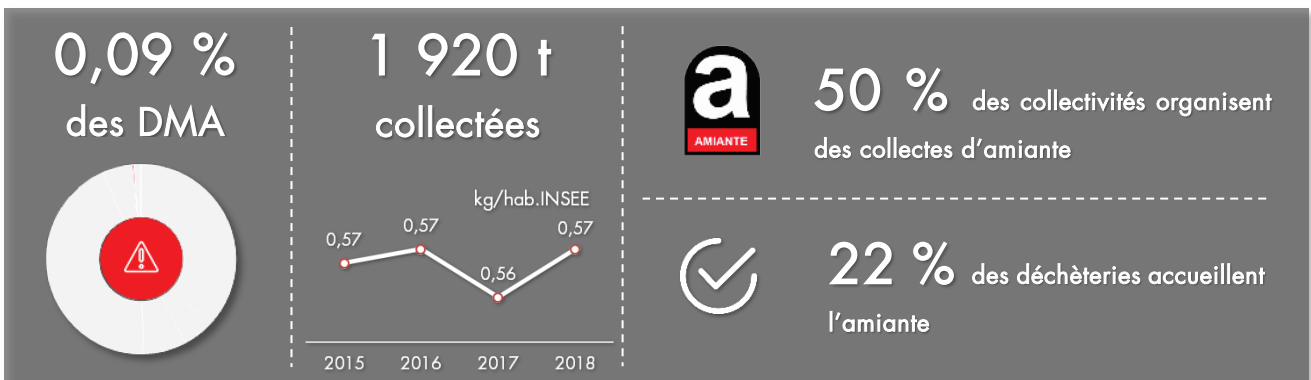 0,09 %
des DMA
1 920 t
collectées
kg/hab.INSEE
0,57
0,57
0,56
0,57
2015
2016
2017
2018
a
AMIANTE
50 % des collectivités organisent
des collectes d'amiante
22 % des déchèteries accueillent
l'amiante